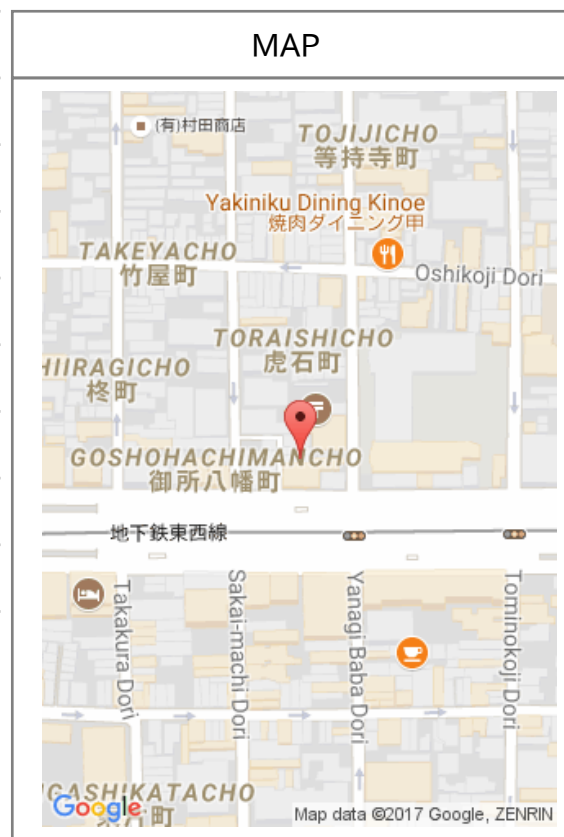 MAP
(有)村田商店
TOJIJICHO
等持寺町
Yakiniku Dining Kinoe
焼肉ダイニング甲
TAKEYACHO
竹屋町
Oshikoji Dori
TORAISHICHO
虎石町
HIIRAGICHO
柊町
GOSHOHACHIMANCHO
御所八幡町
地下鉄東西線
Takakura Dori
Sakai-machi Dori
Yanagi Baba Dori
Tominokoji Dori
IGASHIKATACHO
町
Google
Map data ©2017 Google, ZENRIN